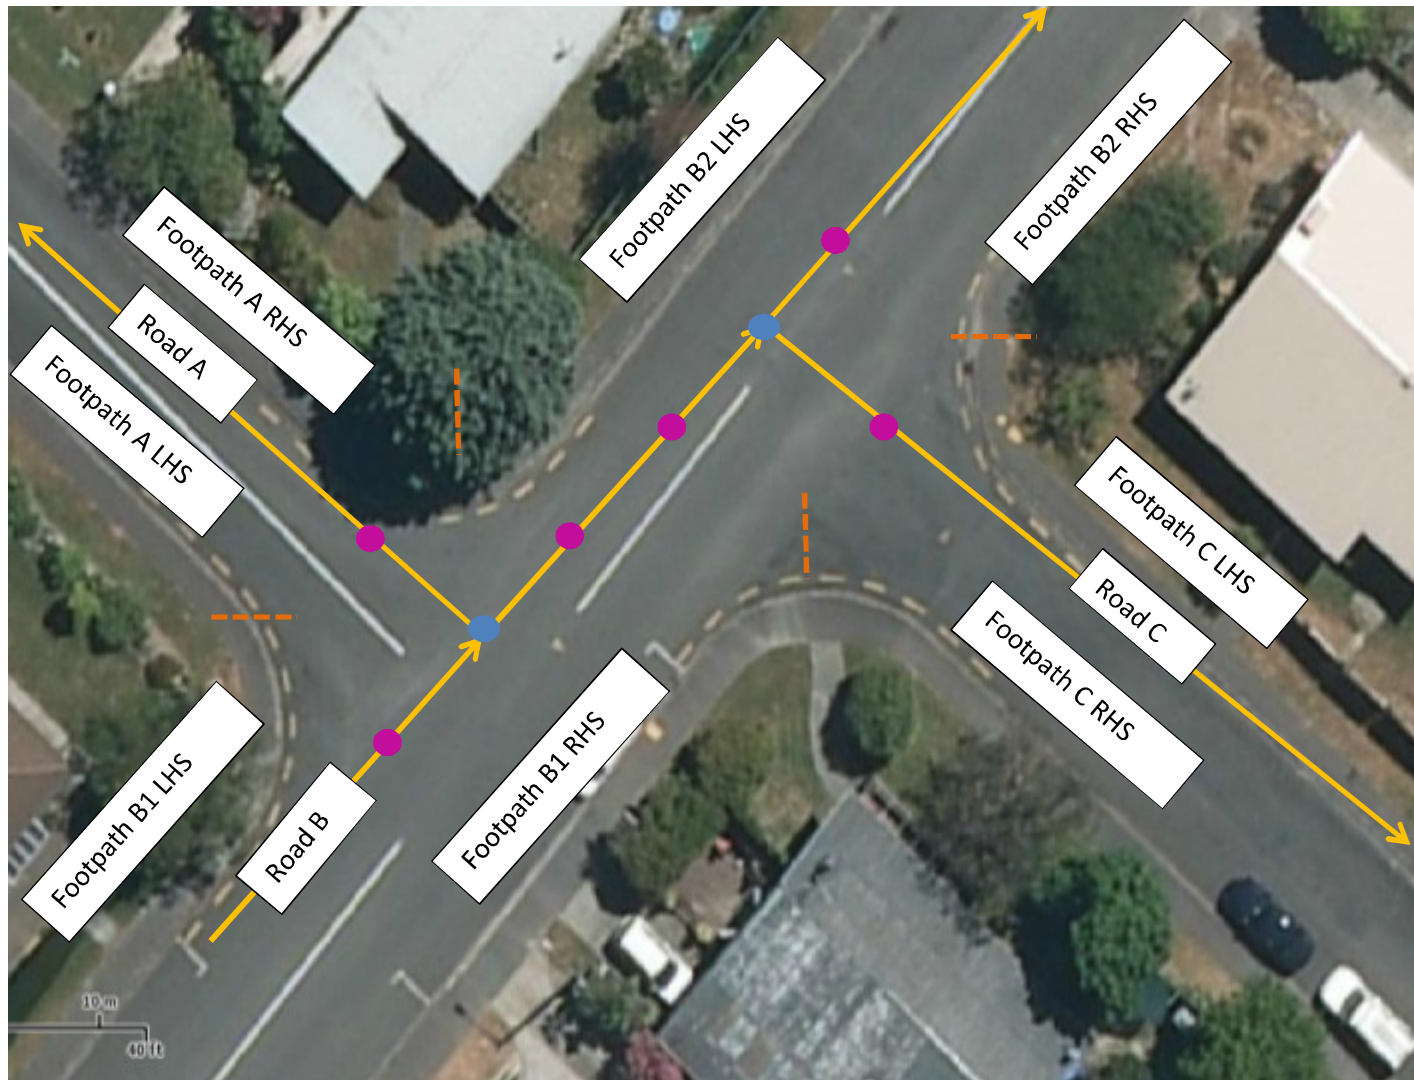 Footpath B2 LHS
Footpath B2 RHS
Footpath A RHS
Road A
Footpath A LHS
Footpath C LHS
Road C
Footpath C RHS
Footpath B1 RHS
Footpath B1 LHS
Road B
10 m
40 ft